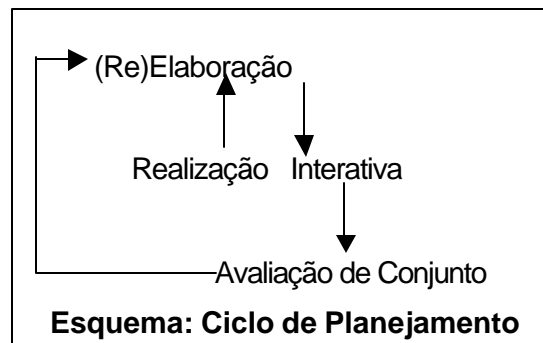 (Re)Elaboração
Realização Interativa
Avaliação de Conjunto
Esquema: Ciclo de Planejamento